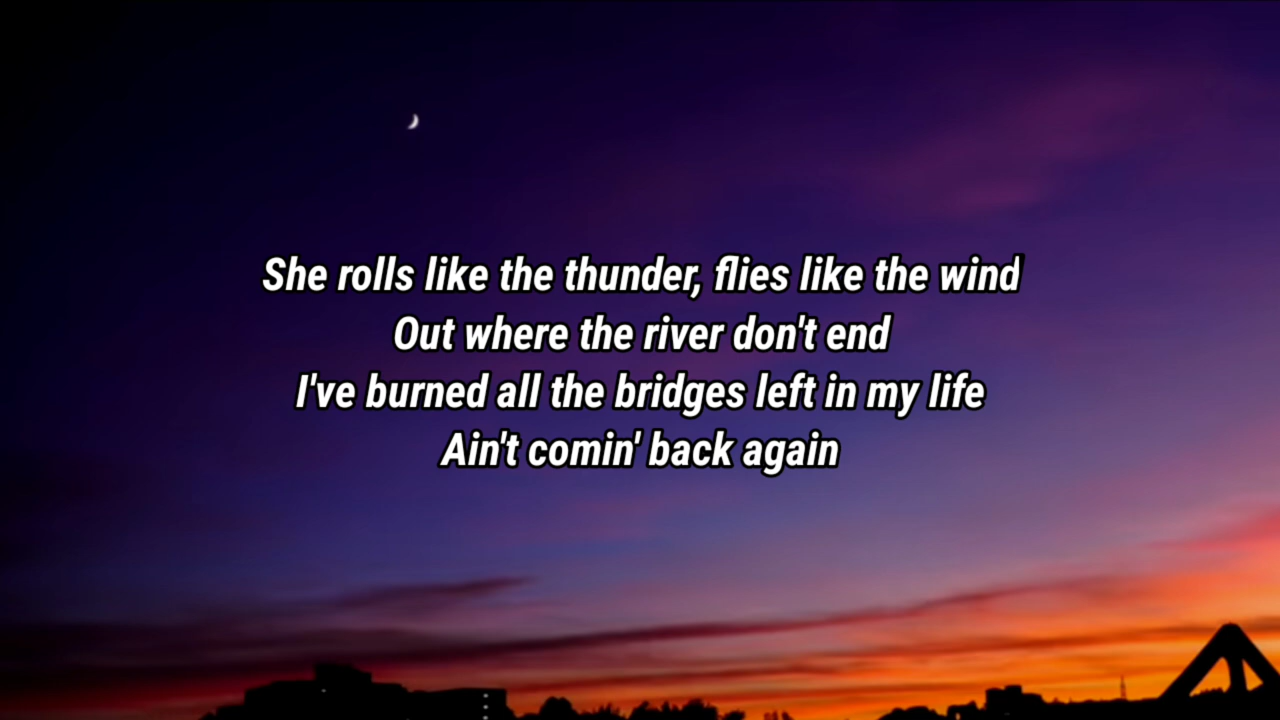 She rolls like the thunder, flies like the wind
Out where the river don't end
I've burned all the bridges left in my life
Ain't comin' back again